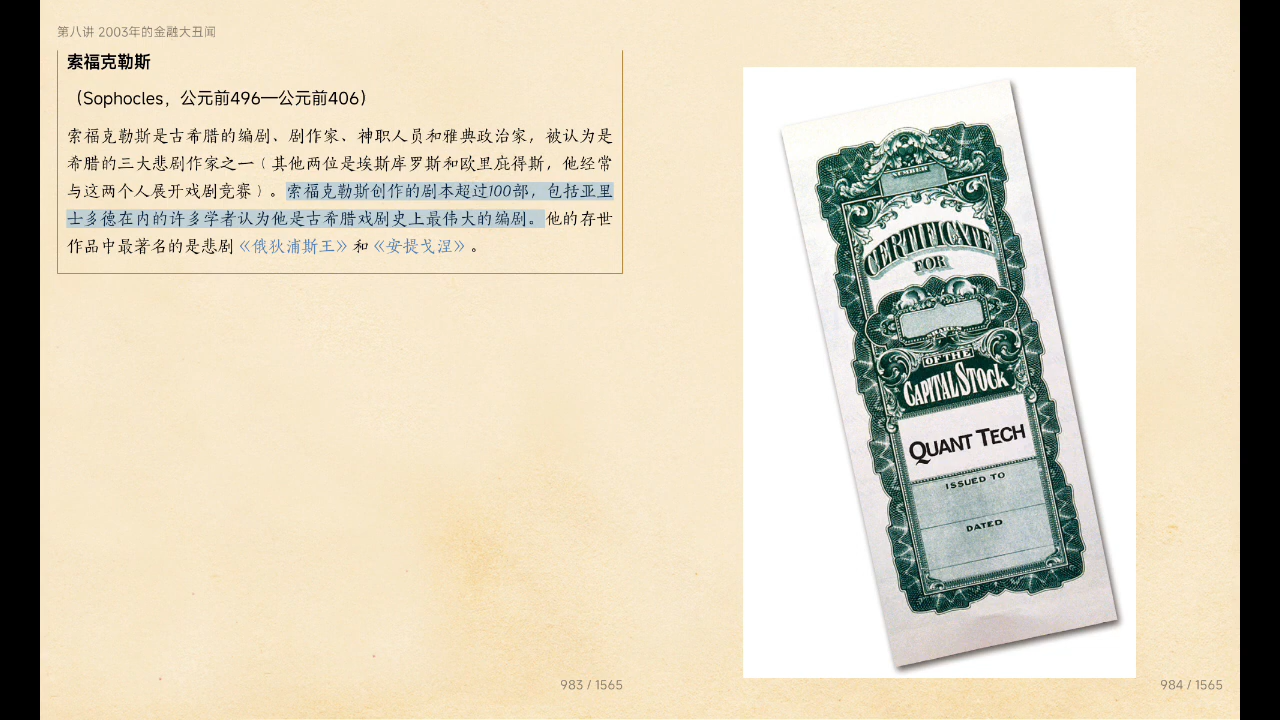 第八讲 2003年的金融大丑闻
索福克勒斯
（Sophocles，公元前496—公元前406）
索福克勒斯是古希腊的编剧、剧作家、神职人员和雅典政治家，被认为是
希腊的三大悲剧作家之一（其他两位是埃斯库罗斯和欧里庇得斯，他经常
与这两个人展开戏剧竞赛）。索福克勒斯创作的剧本超过100部，包括亚里
士多德在内的许多学者认为他是古希腊戏剧史上最伟大的编剧。他的存世
作品中最著名的是悲剧《俄狄浦斯王》和《安提戈涅》。
983 / 1565
NUMBER
CERTIFICATE
FOR
SHARES
OF THE
CAPITAL STOCK
QUANT TECH
ISSUED TO
DATED
984 / 1565